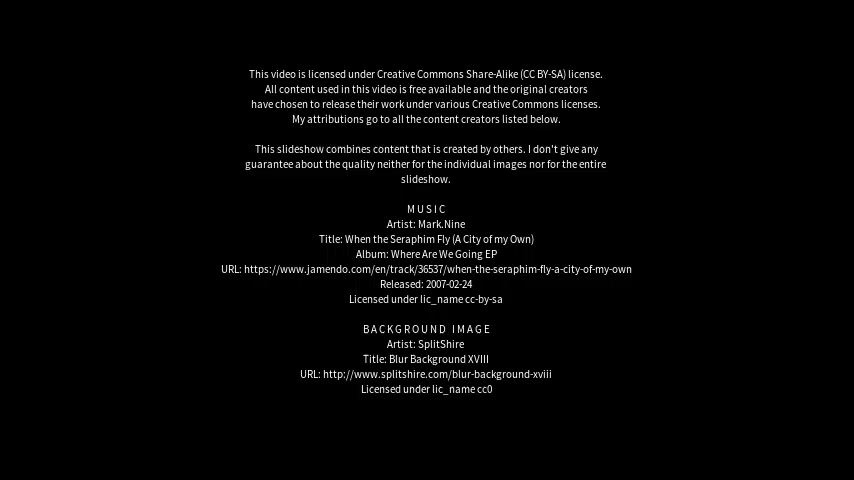 This video is licensed under Creative Commons Share-Alike (CC BY-SA) license.
All content used in this video is free available and the original creators
have chosen to release their work under various Creative Commons licenses.
My attributions go to all the content creators listed below.
This slideshow combines content that is created by others. I don't give any
guarantee about the quality neither for the individual images nor for the entire
slideshow.
MUSIC
Artist: Mark.Nine
Title: When the Seraphim Fly (A City of my Own)
Album: Where Are We Going EP
URL: https://www.jamendo.com/en/track/36537/when-the-seraphim-fly-a-city-of-my-own
Released: 2007-02-24
Licensed under lic_name cc-by-sa
BACKGROUND IMAGE
Artist: SplitShire
Title: Blur Background XVIII
URL: http://www.splitshire.com/blur-background-xviii
Licensed under lic_name cc0